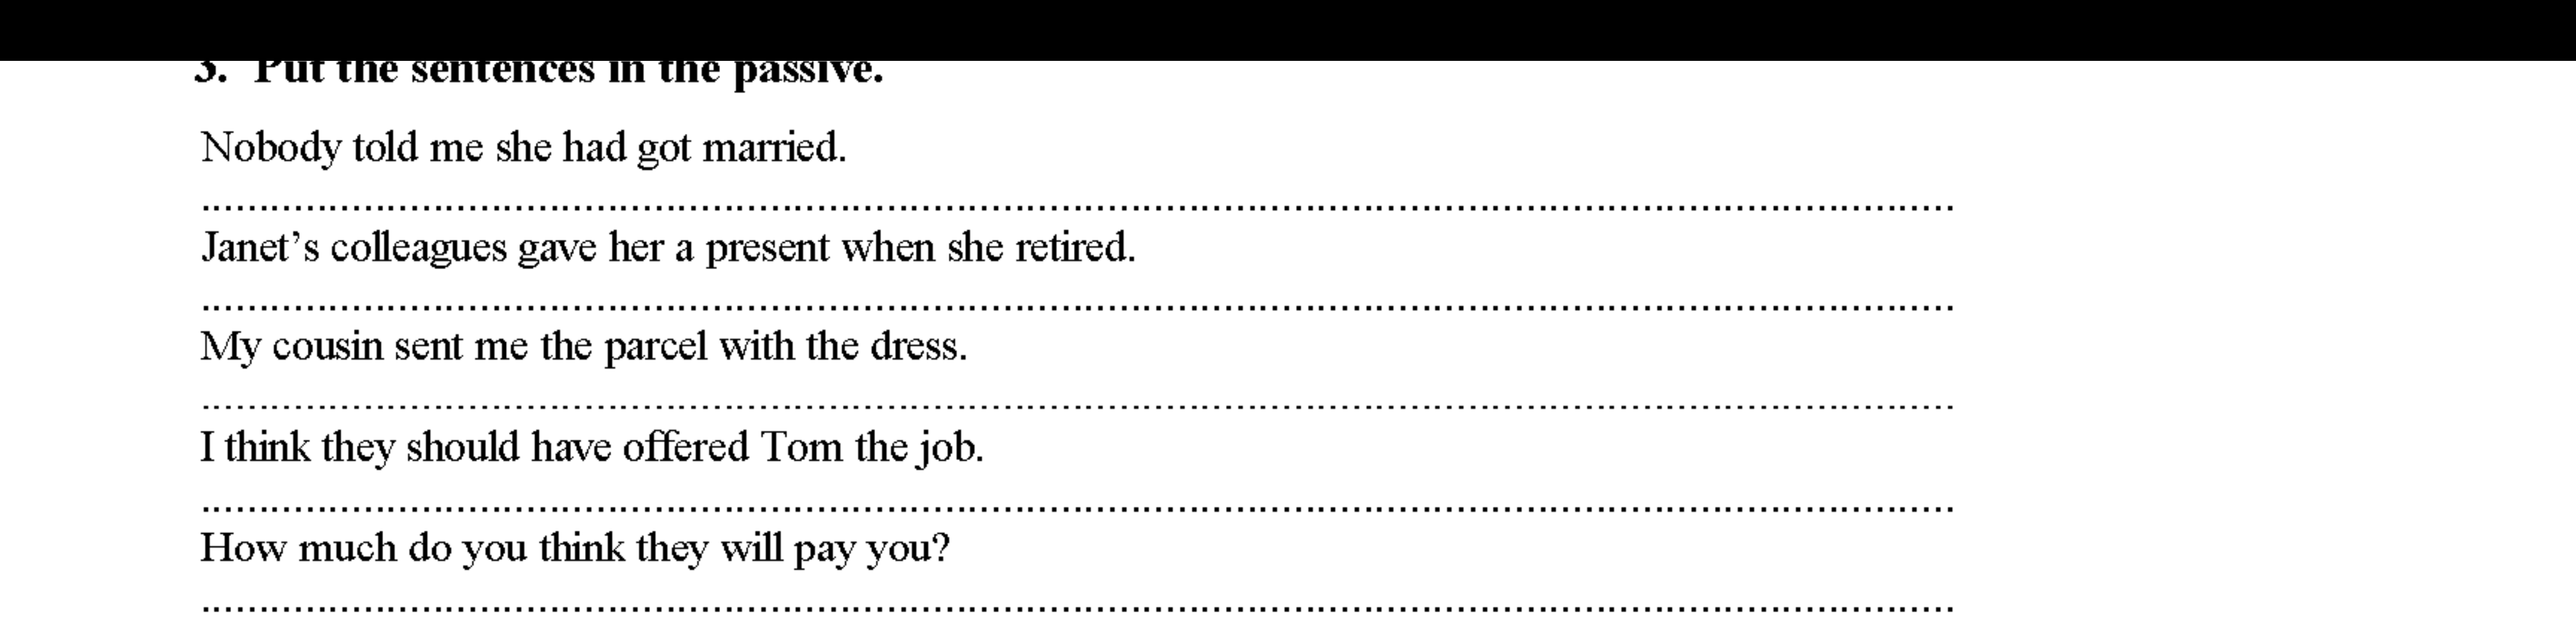 3. Put the sentences in the passive.
Nobody told me she had got married.
........................................................................................................................................
Janet’s colleagues gave her a present when she retired.
........................................................................................................................................
My cousin sent me the parcel with the dress.
........................................................................................................................................
I think they should have offered Tom the job.
........................................................................................................................................
How much do you think they will pay you?
........................................................................................................................................